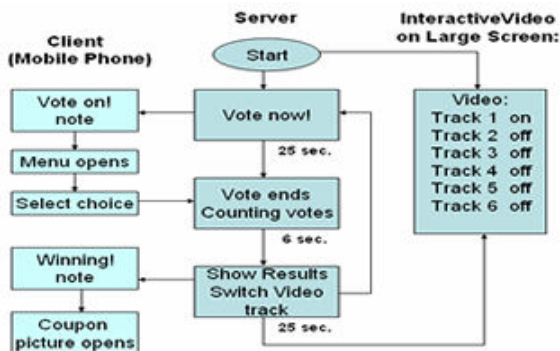 Client
(Mobile Phone)
Server
InteractiveVideo
on Large Screen:
Start
Vote on!
note
Menu opens
Select choice
Winning!
note
Coupon
picture opens
Vote now!
25 sec.
Vote ends
Counting votes
6 sec.
Show Results
Switch Video
track
25 sec.
Video:
Track 1 on
Track 2 off
Track 3 off
Track 4 off
Track 5 off
Track 6 off